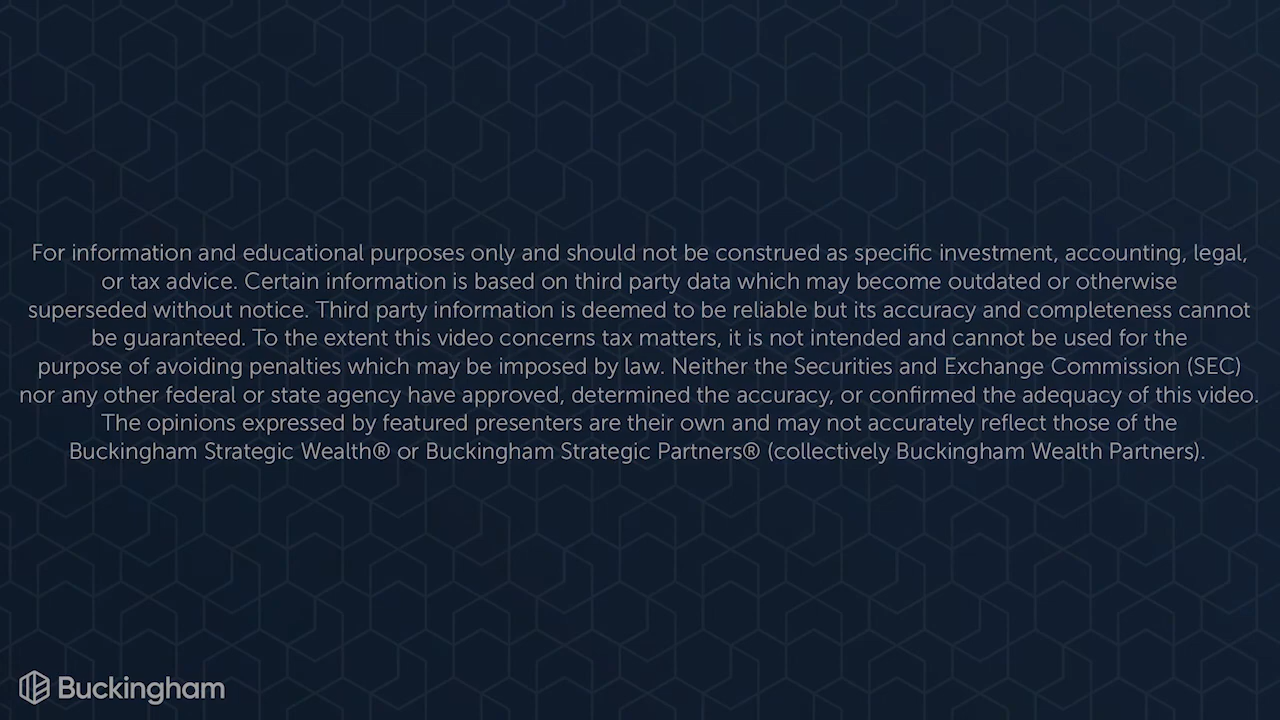 For information and educational purposes only and should not be construed as specific investment, accounting, legal,
or tax advice. Certain information is based on third party data which may become outdated or otherwise
superseded without notice. Third party information is deemed to be reliable but its accuracy and completeness cannot
be guaranteed. To the extent this video concerns tax matters, it is not intended and cannot be used for the
purpose of avoiding penalties which may be imposed by law. Neither the Securities and Exchange Commission (SEC)
nor any other federal or state agency have approved, determined the accuracy, or confirmed the adequacy of this video.
The opinions expressed by featured presenters are their own and may not accurately reflect those of the
Buckingham Strategic Wealth® or Buckingham Strategic Partners® (collectively Buckingham Wealth Partners).
Buckingham